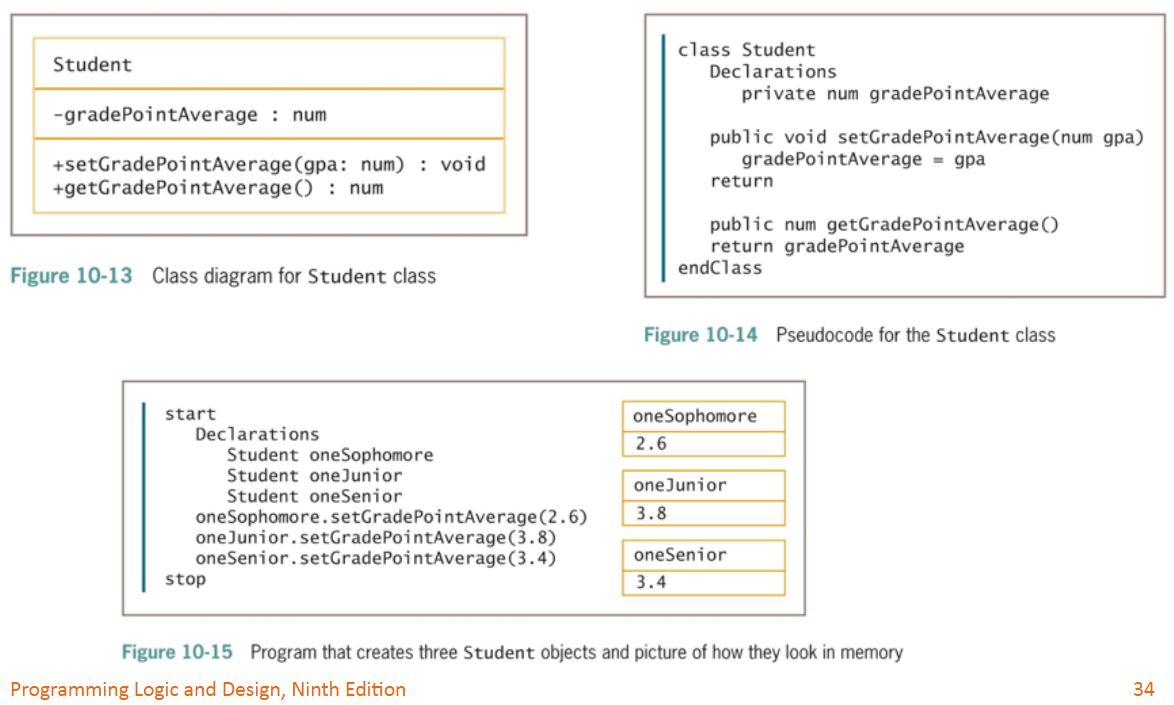 Student
-gradePointAverage : num
+setGradePointAverage(gpa: num) : void
+getGradePointAverage() : num
Figure 10-13 Class diagram for Student class
class Student
Declarations
private num gradePointAverage
public void setGradePointAverage(num gpa)
gradePointAverage = gpa
return
public num getGradePointAverage()
return gradePointAverage
endClass
Figure 10-14 Pseudocode for the Student class
start
Declarations
Student oneSophomore
Student oneJunior
Student oneSenior
oneSophomore.setGradePointAverage(2.6)
oneJunior.setGradePointAverage(3.8)
oneSenior.setGradePointAverage(3.4)
stop
oneSophomore
2.6
oneJunior
3.8
oneSenior
3.4
Figure 10-15 Program that creates three Student objects and picture of how they look in memory
Programming Logic and Design, Ninth Edition
34